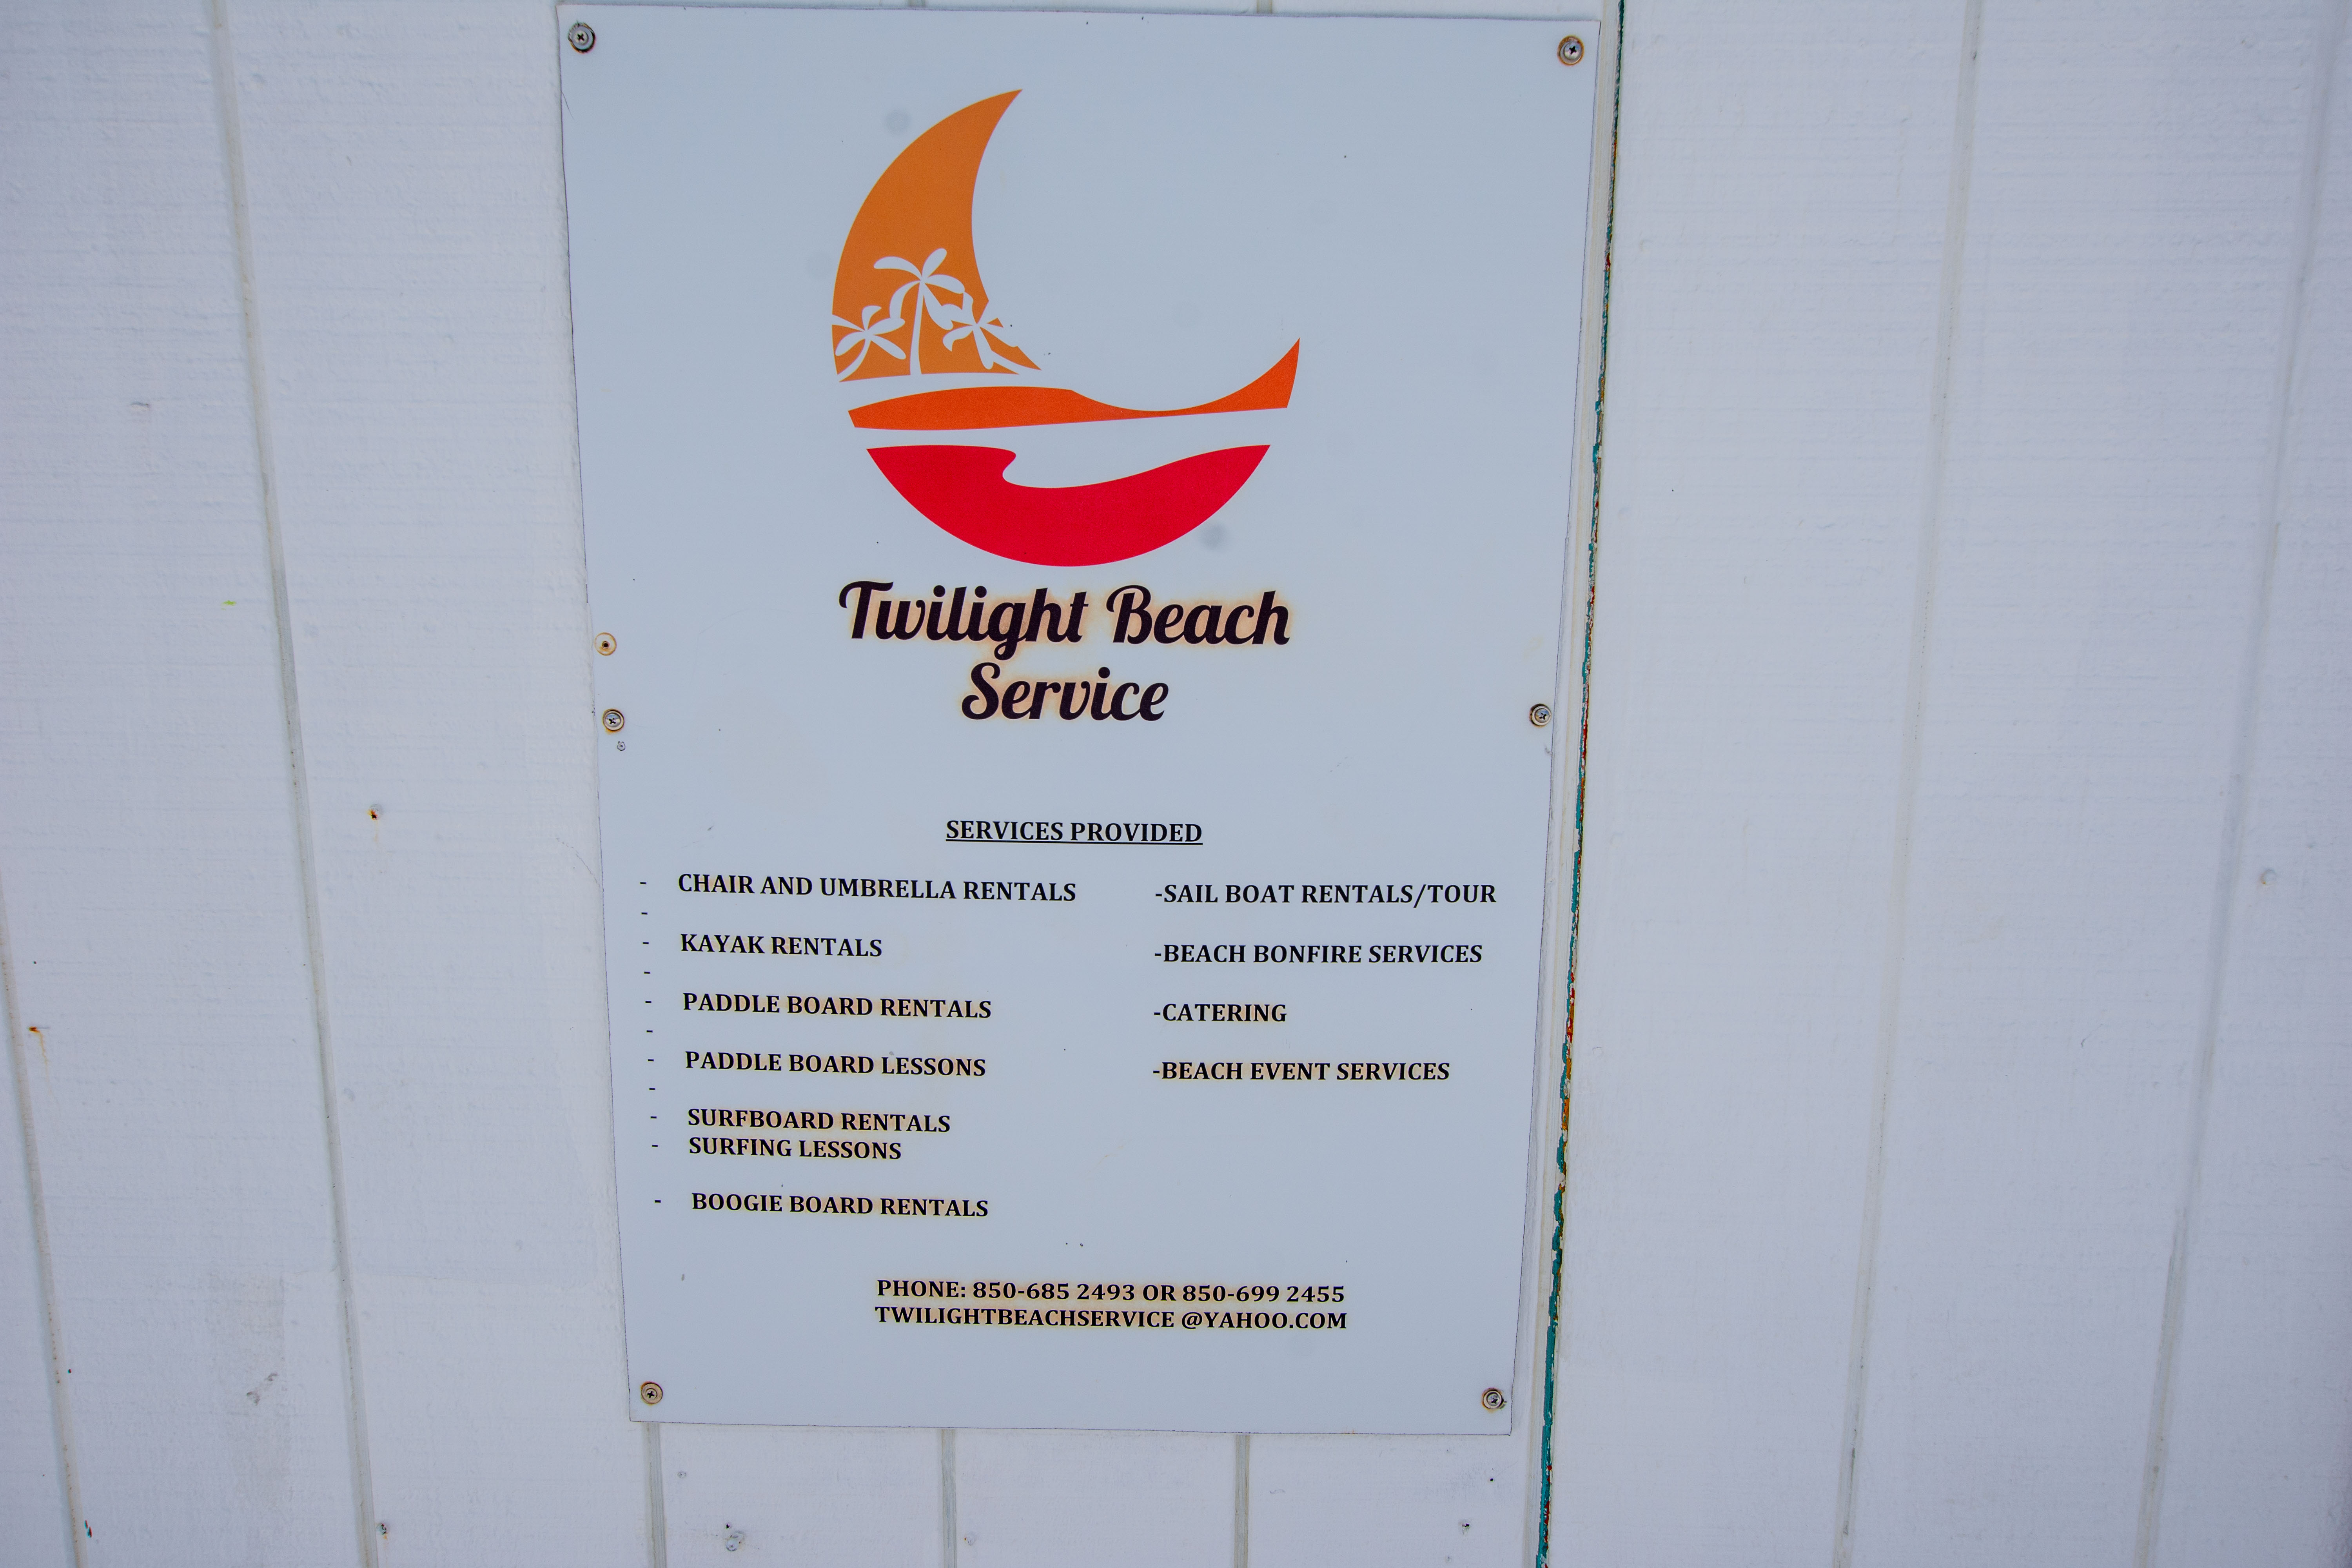 Twilight Beach
Service
SERVICES PROVIDED
- CHAIR AND UMBRELLA RENTALS
-
- KAYAK RENTALS
-
- PADDLE BOARD RENTALS
-
- PADDLE BOARD LESSONS
-
- SURFBOARD RENTALS
- SURFING LESSONS
- BOOGIE BOARD RENTALS
-SAIL BOAT RENTALS/TOUR
-BEACH BONFIRE SERVICES
-CATERING
-BEACH EVENT SERVICES
PHONE: 850-685 2493 OR 850-699 2455
TWILIGHTBEACHSERVICE @YAHOO.COM